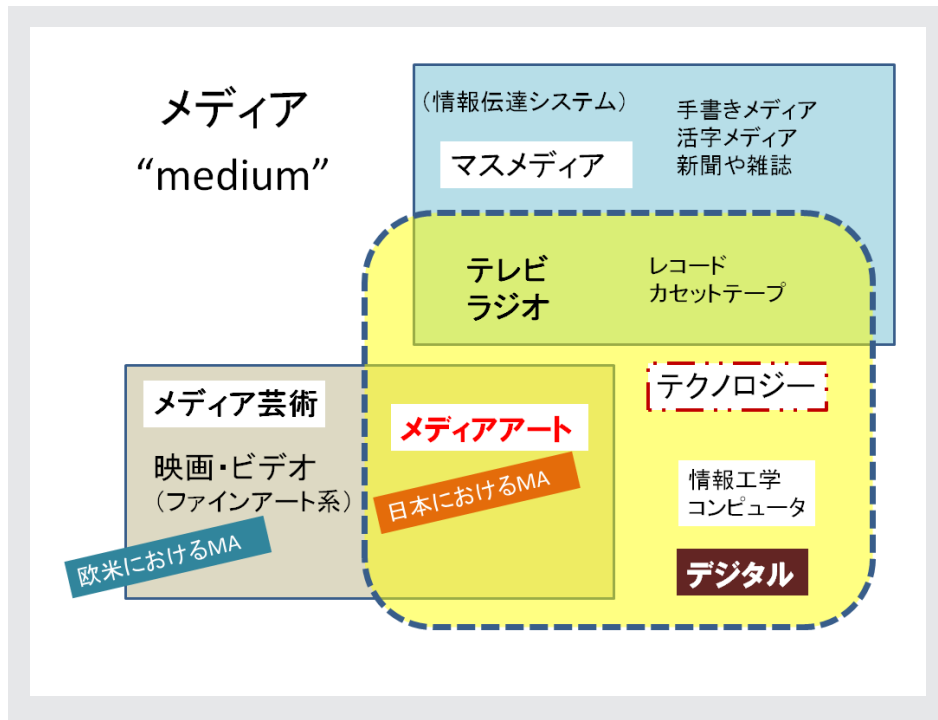 メディア
“medium”
(情報伝達システム)
マスメディア
手書きメディア
活字メディア
新聞や雑誌
テレビ
ラジオ
レコード
カセットテープ
メディア芸術
映画・ビデオ
(ファインアート系)
欧米におけるMA
メディアアート
日本におけるMA
テクノロジー
情報工学
コンピュータ
デジタル